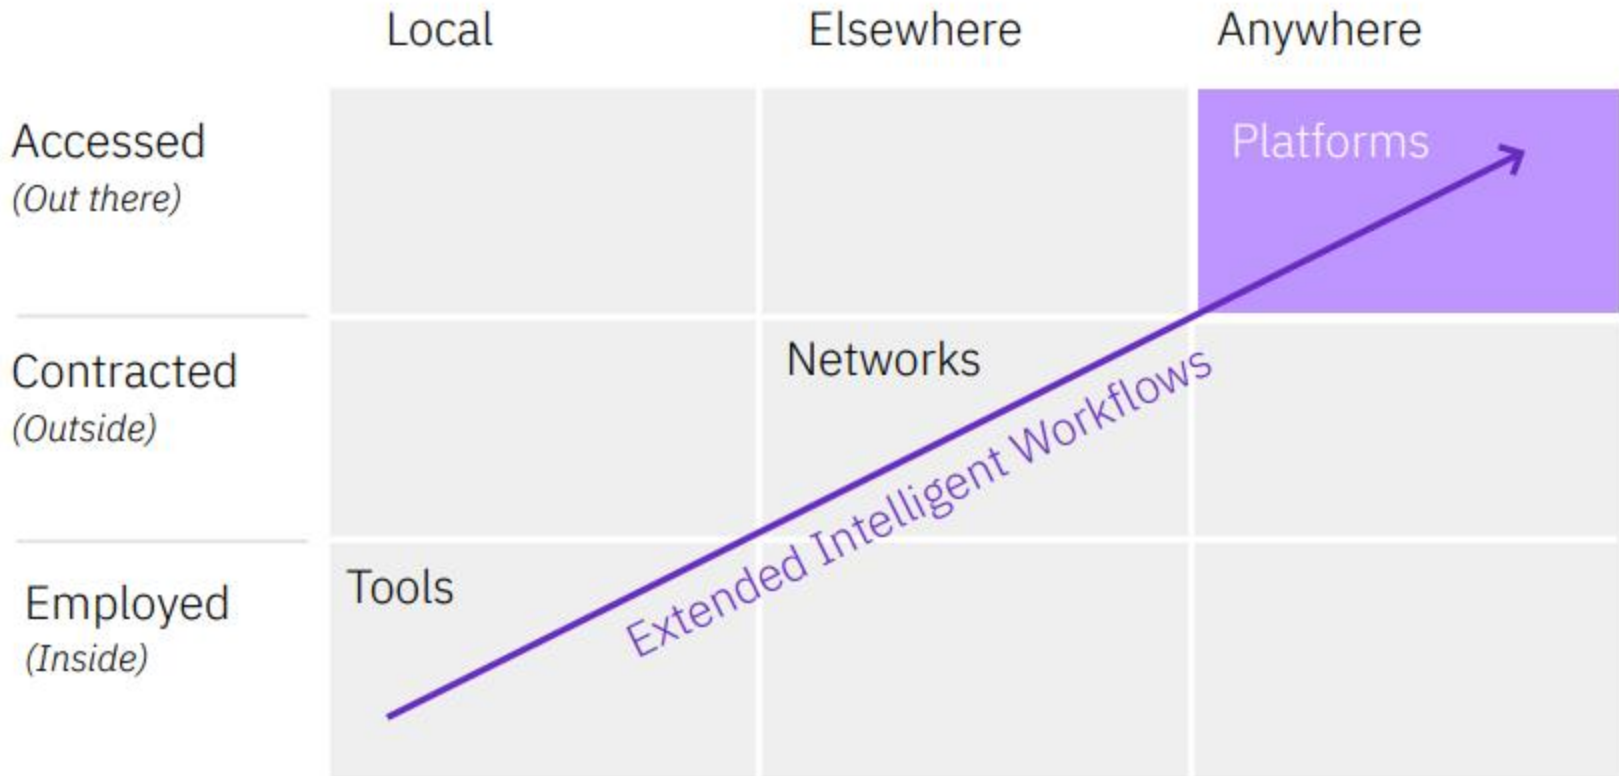 Local
Elsewhere
Anywhere
Accessed
(Out there)
Platforms
Contracted
(Outside)
Networks
Extended Intelligent Workflows
Employed
(Inside)
Tools